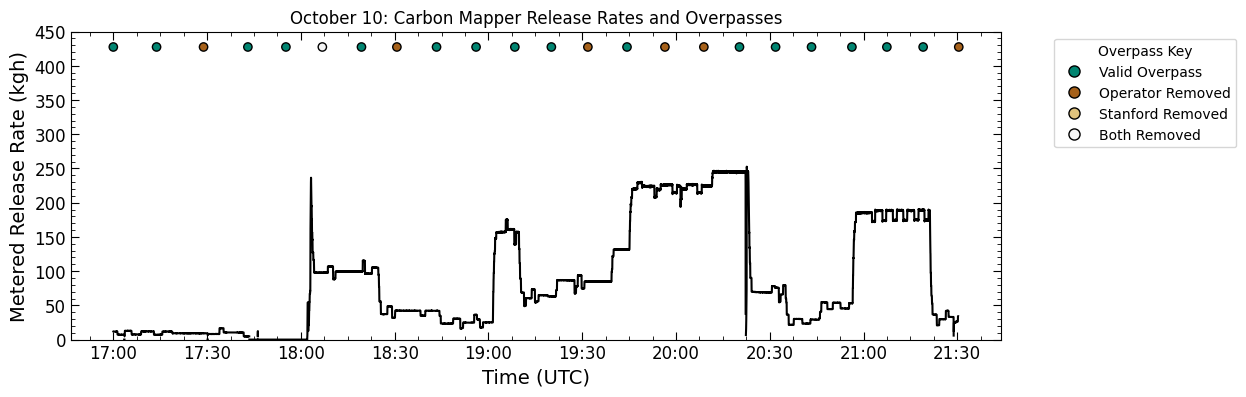 October 10: Carbon Mapper Release Rates and Overpasses
Metered Release Rate (kgh)
450
400
350
300
250
200
150
100
50
0
17:00 17:30 18:00 18:30 19:00 19:30 20:00 20:30 21:00 21:30
Time (UTC)
Overpass Key
Valid Overpass
Operator Removed
Stanford Removed
Both Removed